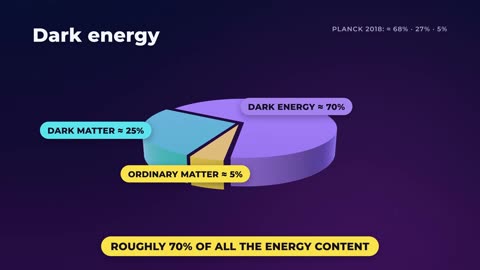 Dark energy
PLANCK 2018: ≈ 68% · 27% · 5%
DARK ENERGY ≈ 70%
DARK MATTER ≈ 25%
ORDINARY MATTER ≈ 5%
ROUGHLY 70% OF ALL THE ENERGY CONTENT